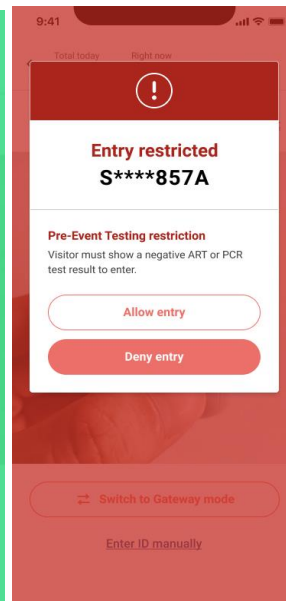 9:41
Total today Right now
Entry restricted
S****857A
Pre-Event Testing restriction
Visitor must show a negative ART or PCR
test result to enter.
Allow entry
Deny entry
Switch to Gateway mode
Enter ID manually